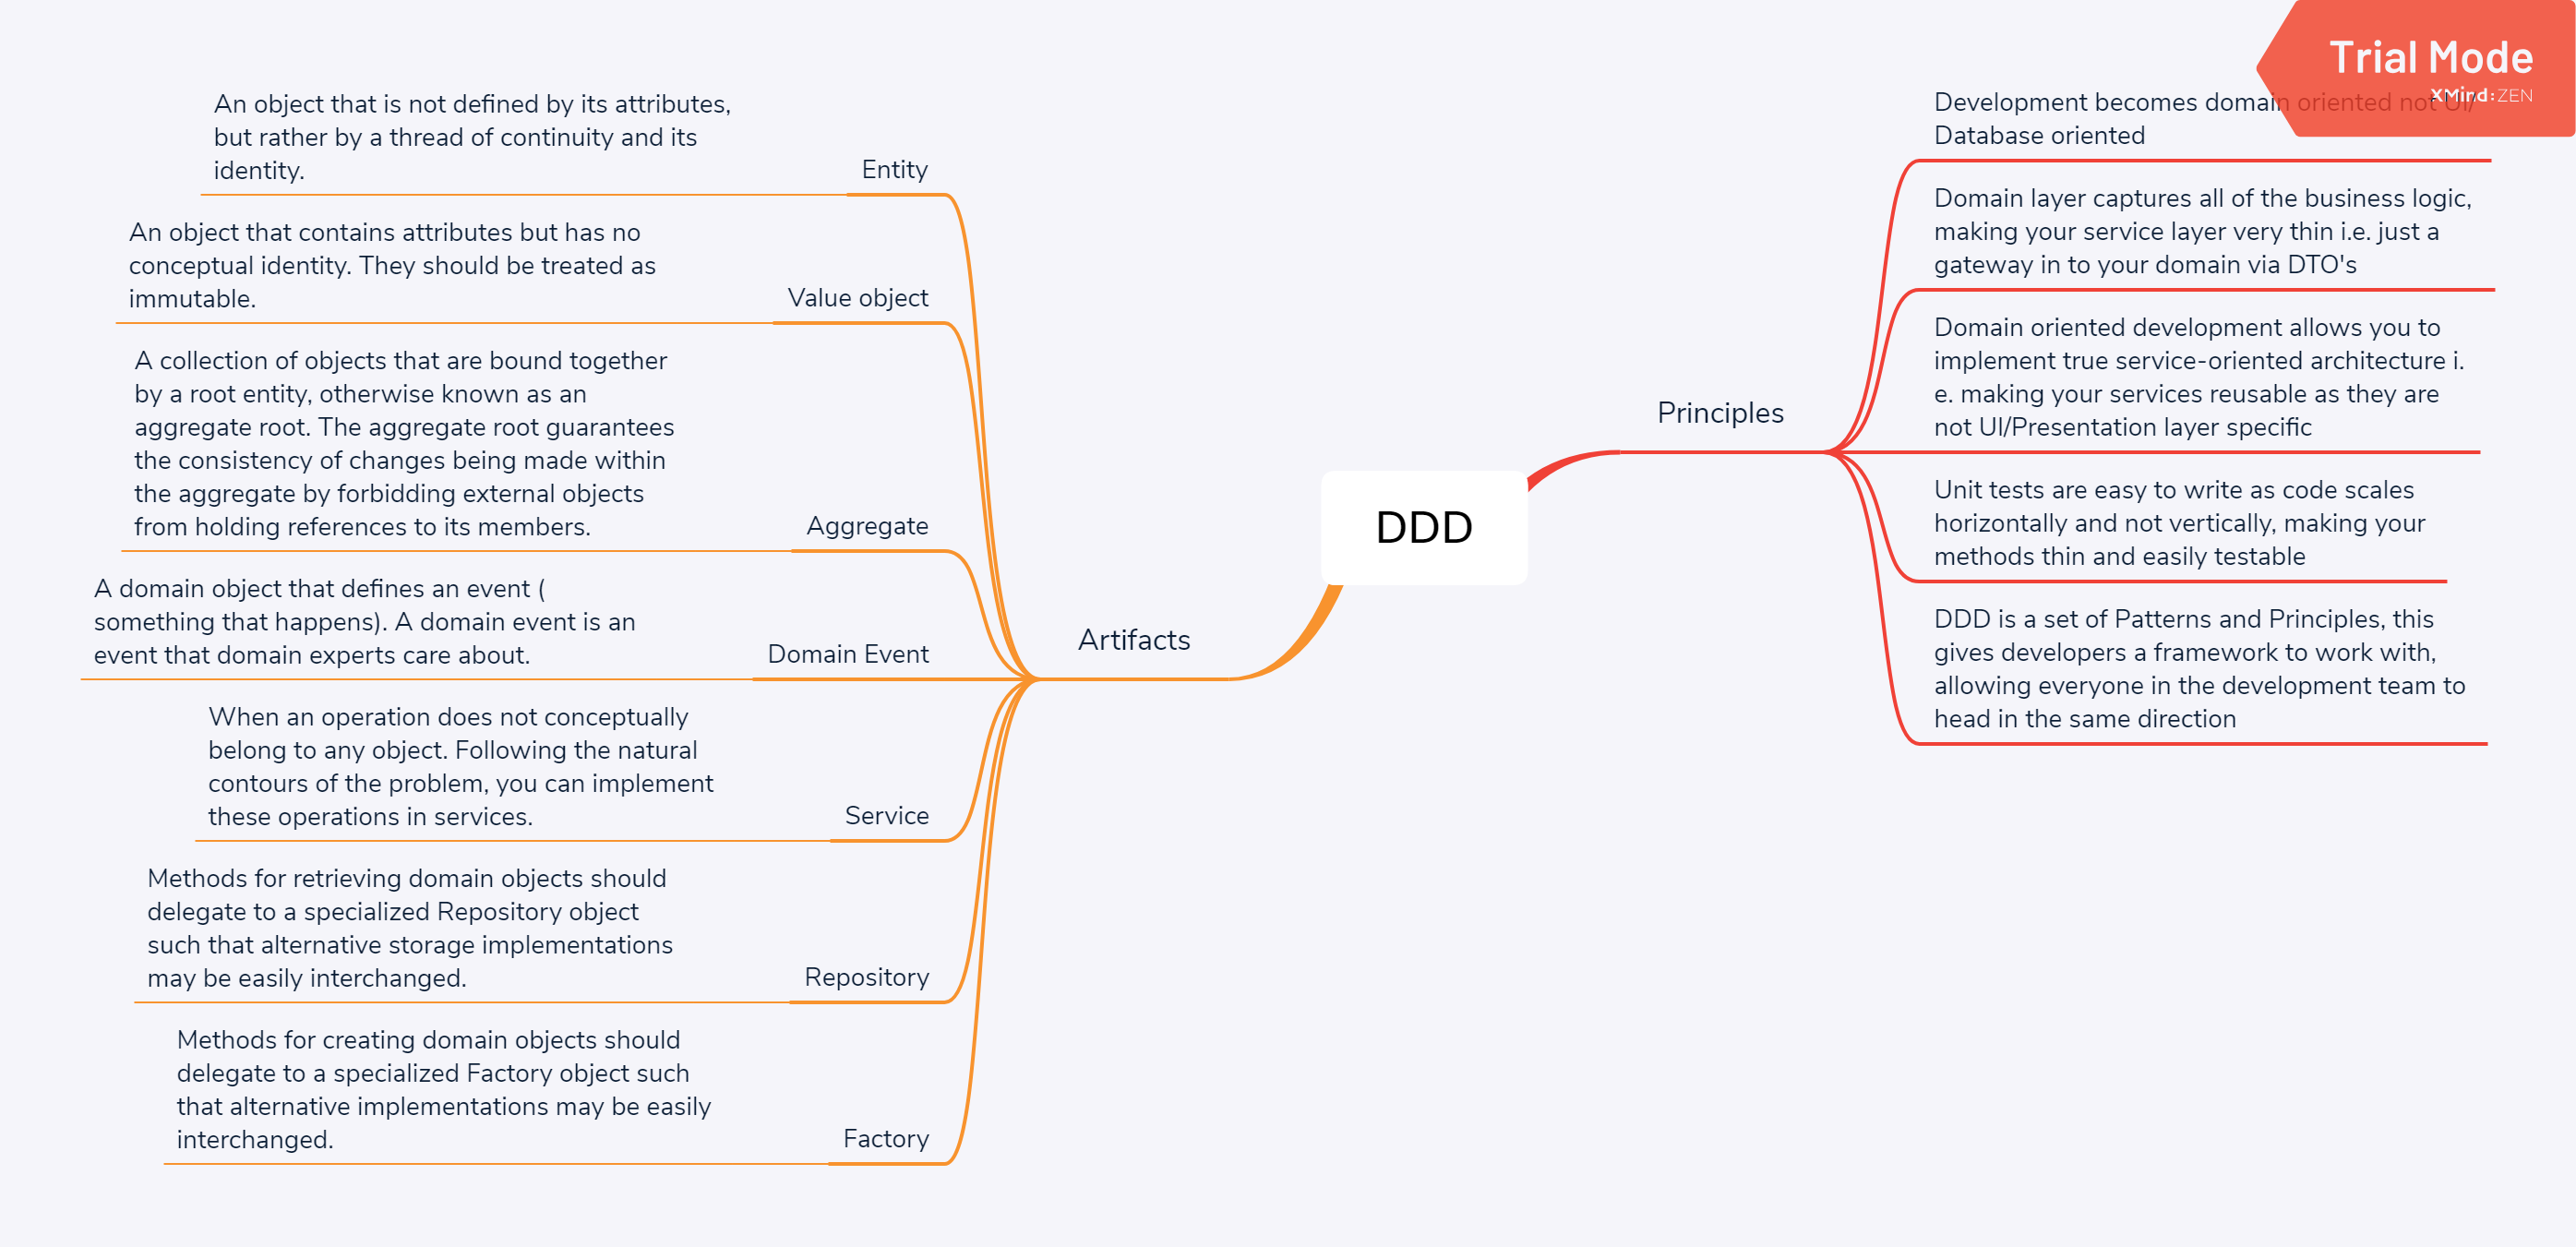 DDD
Principles
Development becomes domain oriented not UI/
Database oriented
Domain layer captures all of the business logic,
making your service layer very thin i.e. just a
gateway in to your domain via DTO's
Domain oriented development allows you to
implement true service-oriented architecture i.
e. making your services reusable as they are
not UI/Presentation layer specific
Unit tests are easy to write as code scales
horizontally and not vertically, making your
methods thin and easily testable
DDD is a set of Patterns and Principles, this
gives developers a framework to work with,
allowing everyone in the development team to
head in the same direction
Artifacts
Entity
An object that is not defined by its attributes,
but rather by a thread of continuity and its
identity.
Value object
An object that contains attributes but has no
conceptual identity. They should be treated as
immutable.
Aggregate
A collection of objects that are bound together
by a root entity, otherwise known as an
aggregate root. The aggregate root guarantees
the consistency of changes being made within
the aggregate by forbidding external objects
from holding references to its members.
Domain Event
A domain object that defines an event (
something that happens). A domain event is an
event that domain experts care about.
Service
When an operation does not conceptually
belong to any object. Following the natural
contours of the problem, you can implement
these operations in services.
Repository
Methods for retrieving domain objects should
delegate to a specialized Repository object
such that alternative storage implementations
may be easily interchanged.
Factory
Methods for creating domain objects should
delegate to a specialized Factory object such
that alternative implementations may be easily
interchanged.
Trial Mode
XMind:ZEN